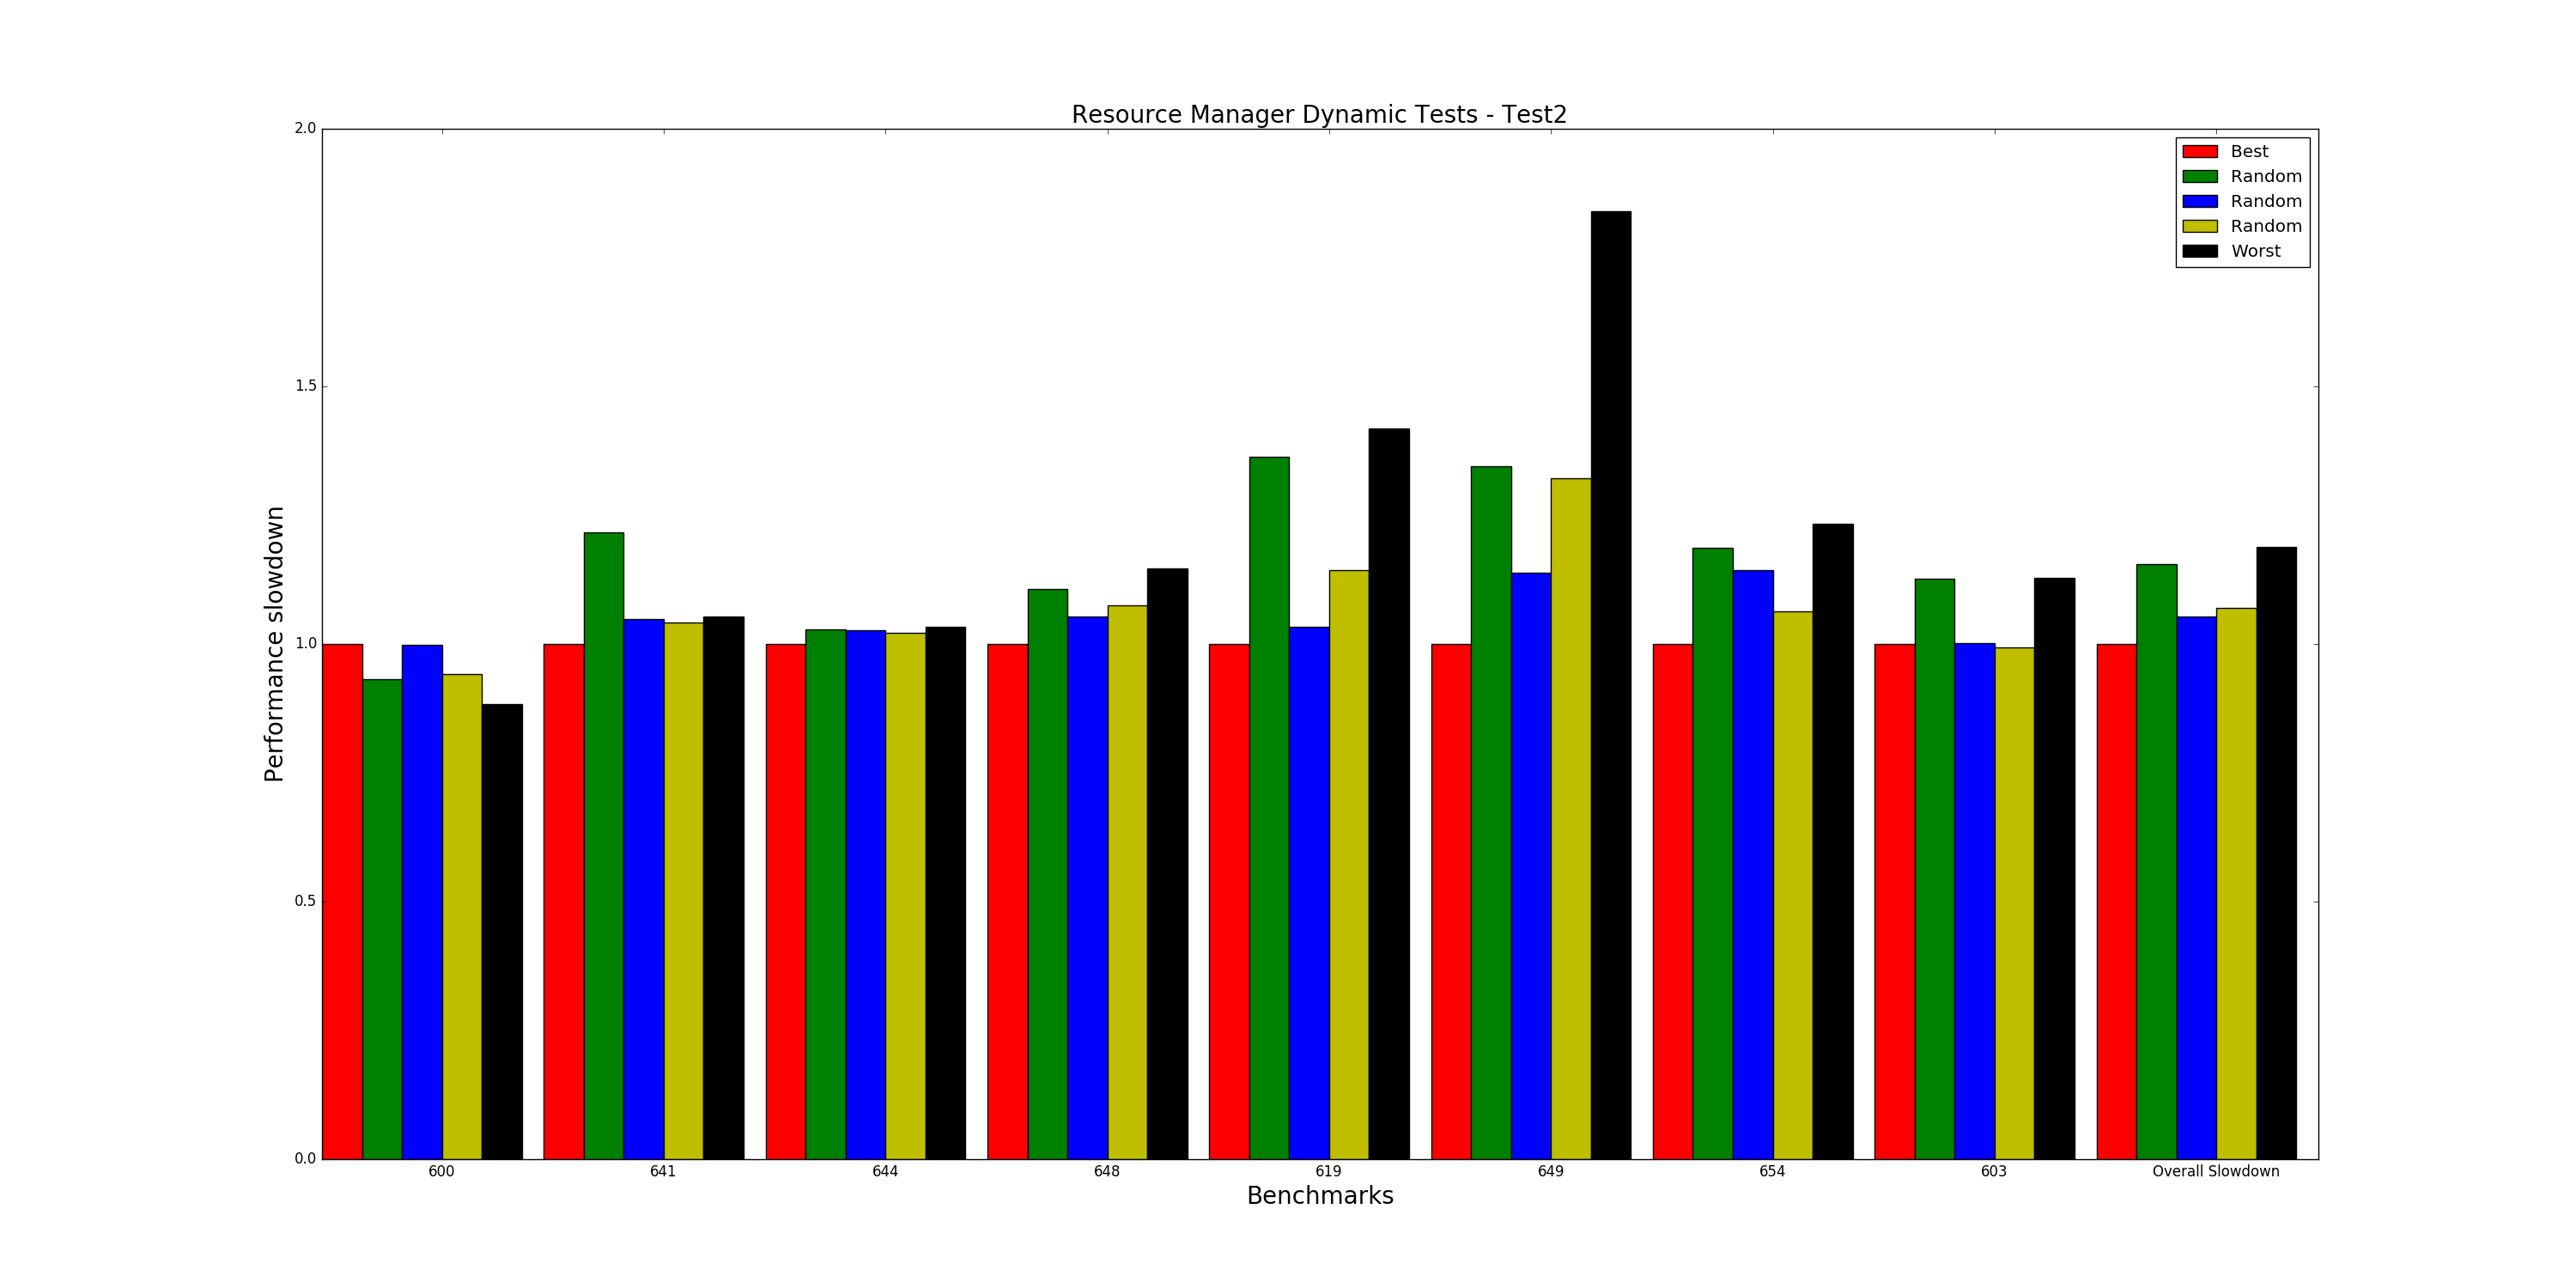 Resource Manager Dynamic Tests - Test2
2.0
1.5
1.0
0.5
0.0
Performance slowdown
Best
Random
Random
Random
Worst
600 641 644 648 619 649 654 603 Overall Slowdown
Benchmarks